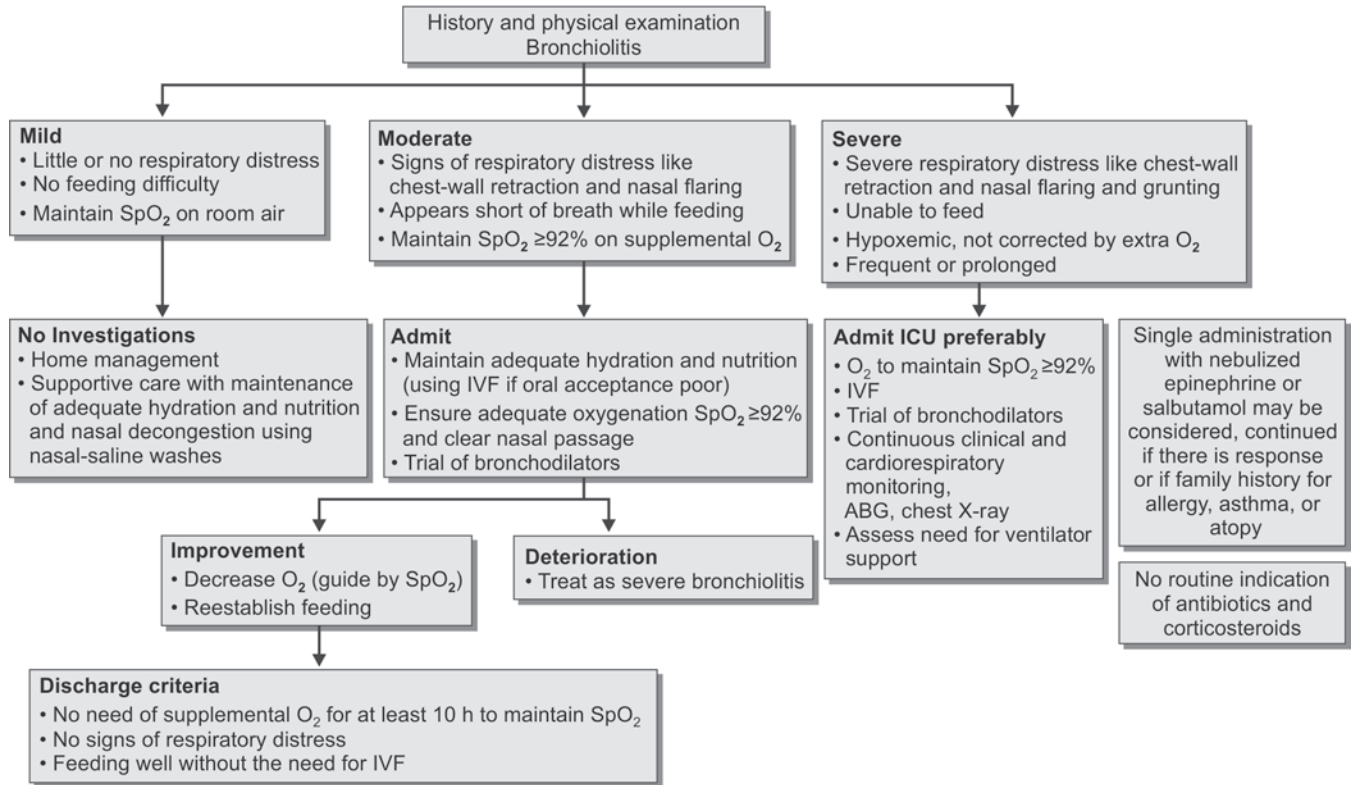 History and physical examination
Bronchiolitis
Mild
• Little or no respiratory distress
• No feeding difficulty
• Maintain SpO₂ on room air
Moderate
• Signs of respiratory distress like
chest-wall retraction and nasal flaring
• Appears short of breath while feeding
• Maintain SpO₂ ≥92% on supplemental O₂
Severe
• Severe respiratory distress like chest-wall
retraction and nasal flaring and grunting
• Unable to feed
• Hypoxemic, not corrected by extra O₂
• Frequent or prolonged
No Investigations
• Home management
• Supportive care with maintenance
of adequate hydration and nutrition
and nasal decongestion using
nasal-saline washes
Admit
• Maintain adequate hydration and nutrition
(using IVF if oral acceptance poor)
• Ensure adequate oxygenation SpO₂ ≥92%
and clear nasal passage
• Trial of bronchodilators
Admit ICU preferably
• O₂ to maintain SpO₂ ≥92%
• IVF
• Trial of bronchodilators
• Continuous clinical and
cardiorespiratory
monitoring,
ABG, chest X-ray
• Assess need for ventilator
support
Single administration
with nebulized
epinephrine or
salbutamol may be
considered, continued
if there is response
or if family history for
allergy, asthma, or
atopy
Improvement
• Decrease O₂ (guide by SpO₂)
• Reestablish feeding
Deterioration
• Treat as severe bronchiolitis
No routine indication
of antibiotics and
corticosteroids
Discharge criteria
• No need of supplemental O₂ for at least 10 h to maintain SpO₂
• No signs of respiratory distress
• Feeding well without the need for IVF